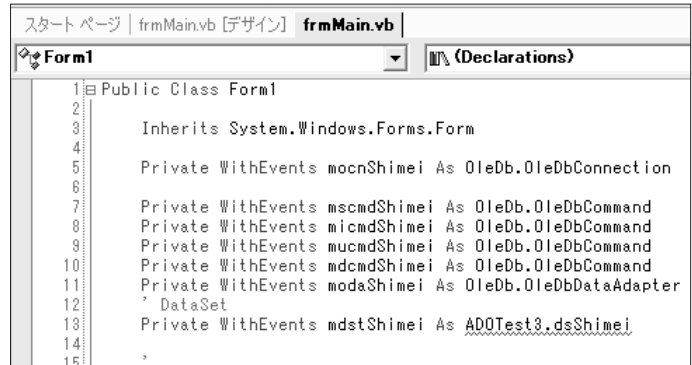 スタート ページ | frmMain.vb [デザイン] frmMain.vb
Form1 (Declarations)
1 Public Class Form1
2
3 Inherits System.Windows.Forms.Form
4
5 Private WithEvents mocnShimei As OleDb.OleDbConnection
6
7 Private WithEvents mscmdShimei As OleDb.OleDbCommand
8 Private WithEvents micmdShimei As OleDb.OleDbCommand
9 Private WithEvents mucmdShimei As OleDb.OleDbCommand
10 Private WithEvents mdcmdShimei As OleDb.OleDbCommand
11 Private WithEvents modaShimei As OleDb.OleDbDataAdapter
12 ' DataSet
13 Private WithEvents mdstShimei As ADOTest3.dsShimei
14
15 '